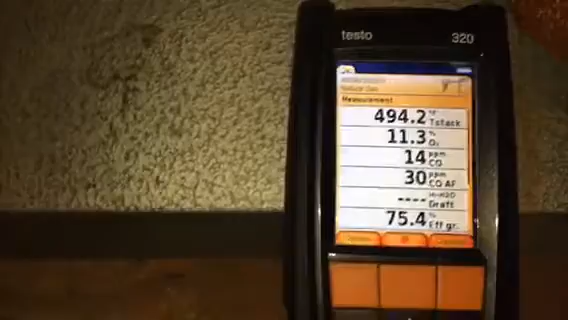 testo 320
Natural Gas
Measurement
494.2 °F Tstack
11.3 % O₂
14 ppm CO
30 ppm CO AF
---- in H2O Draft
75.4 % Eff gr.